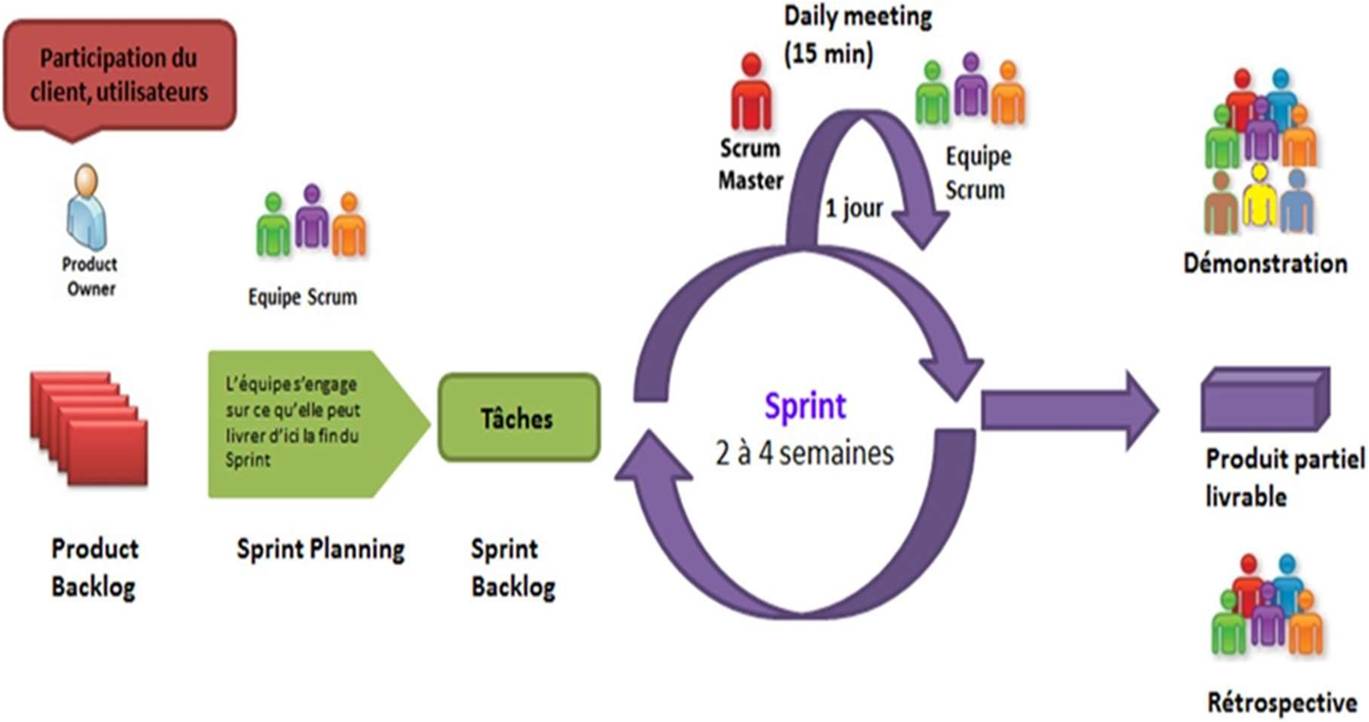 Participation du
client, utilisateurs
Product
Owner
Equipe Scrum
Product
Backlog
L'équipe s'engage
sur ce qu'elle peut
livrer d'ici la fin du
Sprint
Sprint Planning
Tâches
Sprint
Backlog
Daily meeting
(15 min)
Scrum
Master
1 jour
Equipe
Scrum
Sprint
2 à 4 semaines
Démonstration
Produit partiel
livrable
Rétrospective